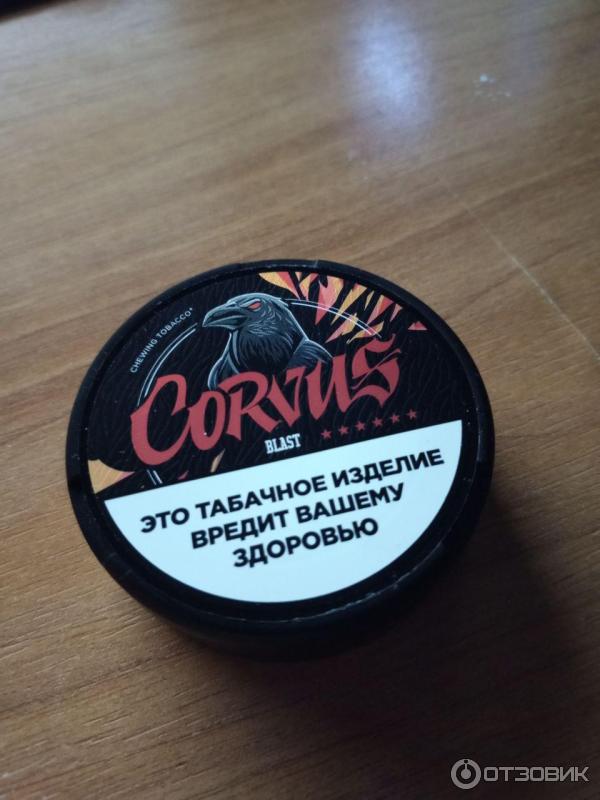 CHEWING TOBACCO*
CORVUS
BLAST
ЭТО ТАБАЧНОЕ ИЗДЕЛИЕ
ВРЕДИТ ВАШЕМУ
ЗДОРОВЬЮ
ОТЗОВИК